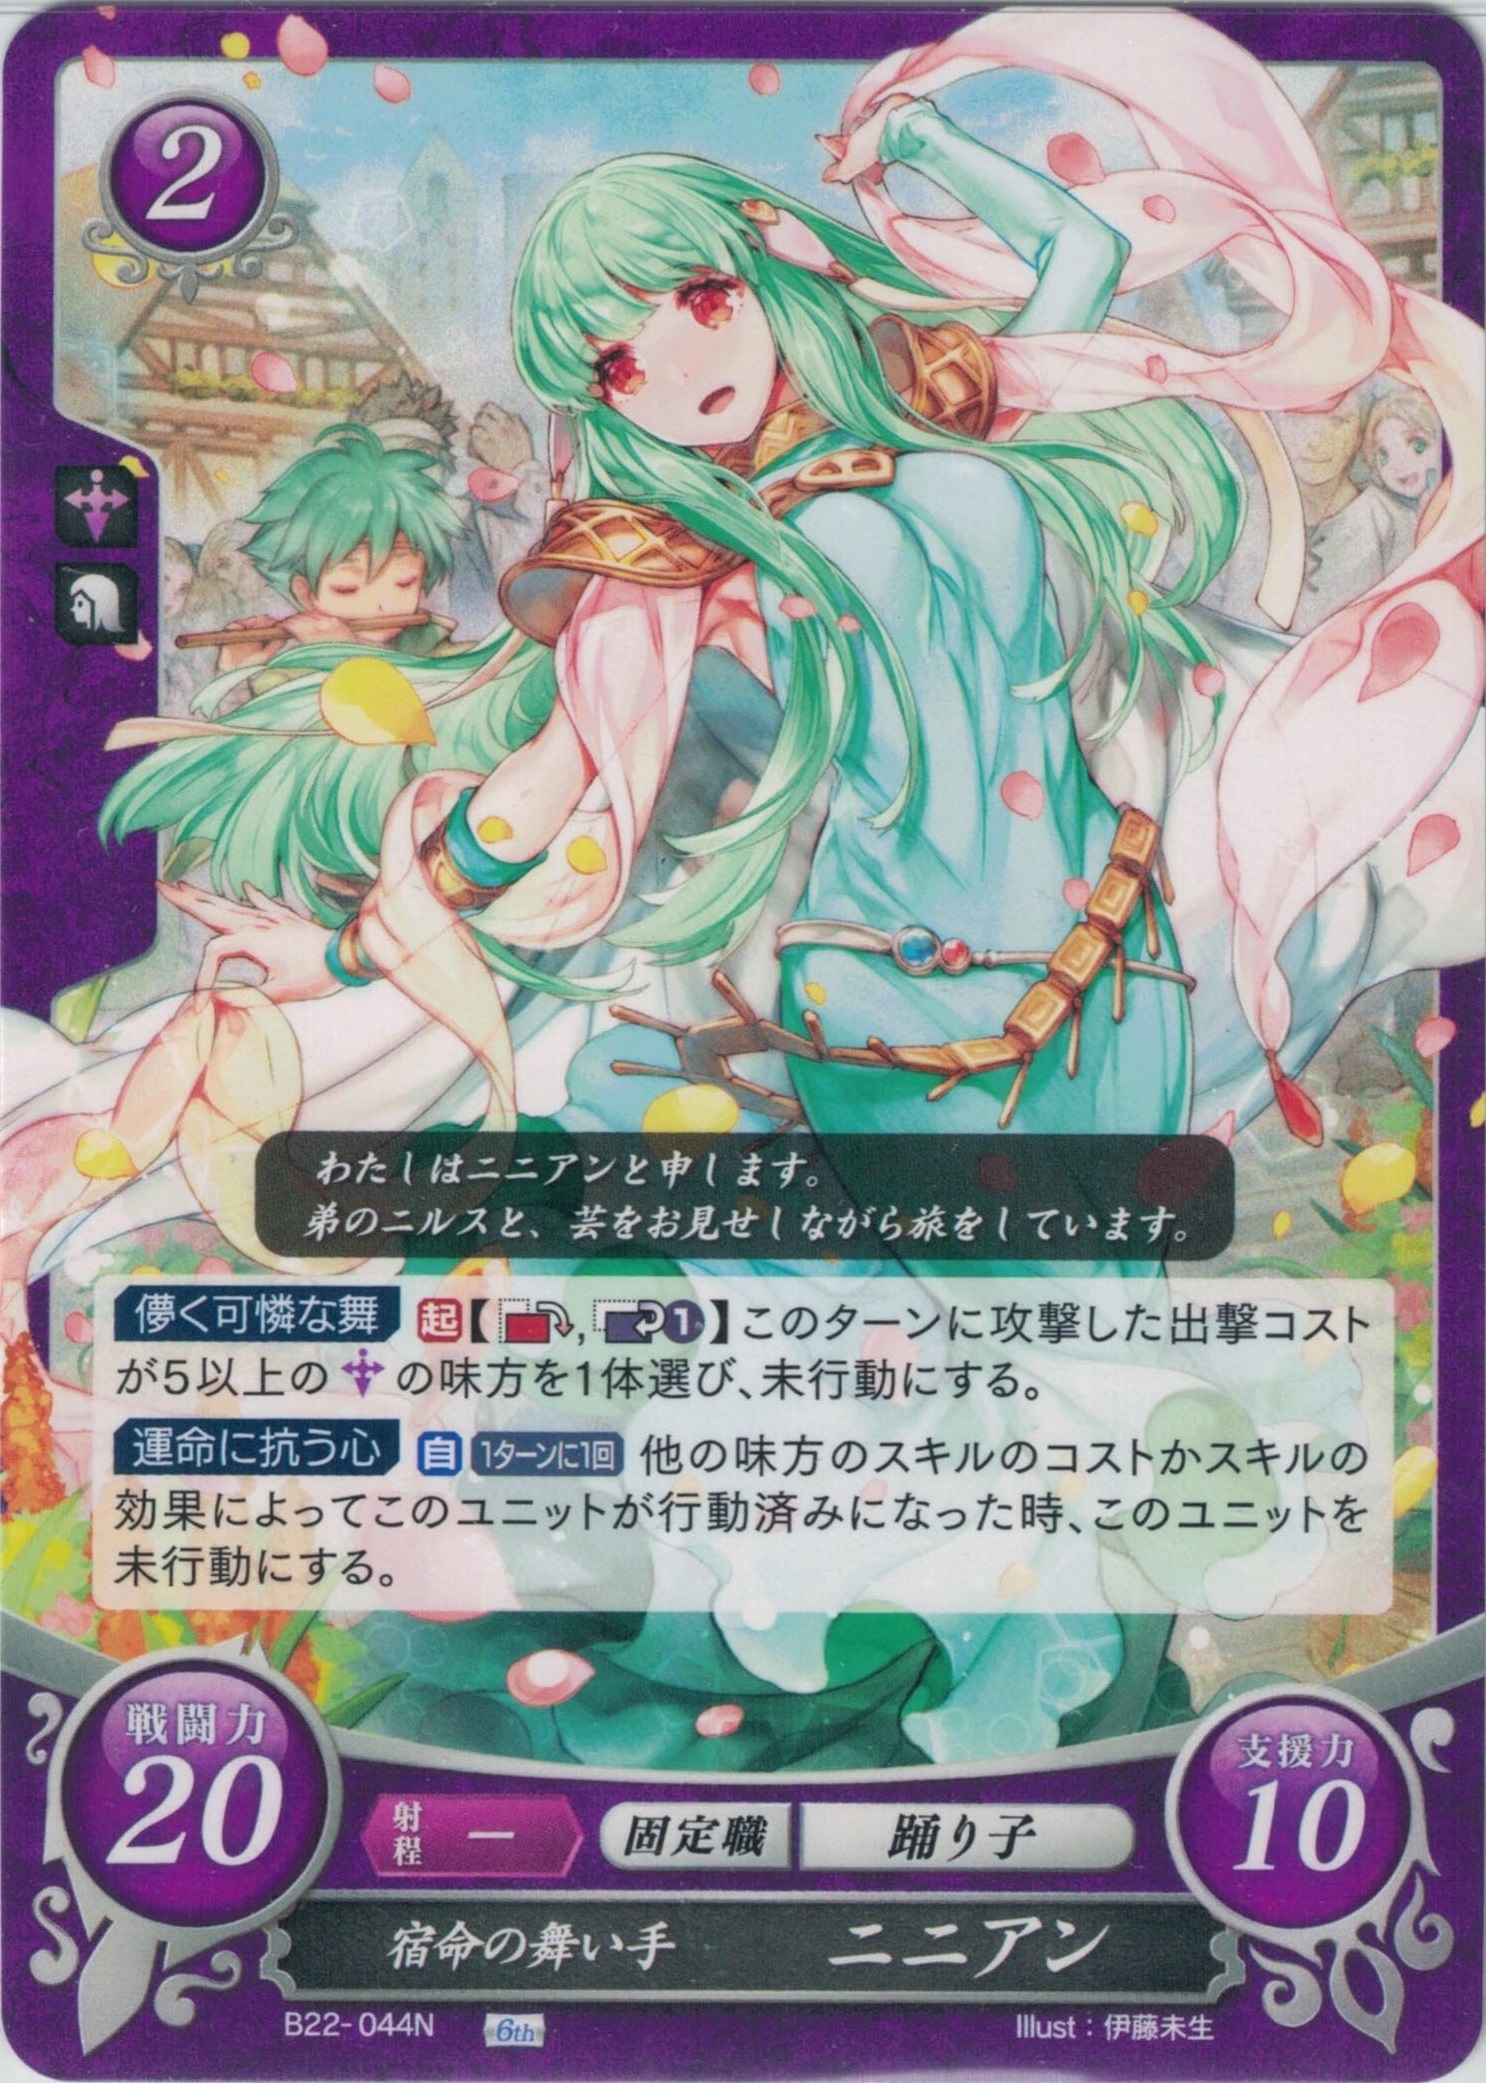 2
わたしはニニアンと申します。
弟のニルスと、芸をお見せしながら旅をしています。
儚く可憐な舞 起【 , 1】このターンに攻撃した出撃コスト
が5以上の の味方を1体選び、未行動にする。
運命に抗う心 自 1ターンに1回 他の味方のスキルのコストかスキルの
効果によってこのユニットが行動済みになった時、このユニットを
未行動にする。
戦闘力
20
射程 ー
固定職 踊り子
支援力
10
宿命の舞い手 ニニアン
B22-044N 6th Illust：伊藤未生